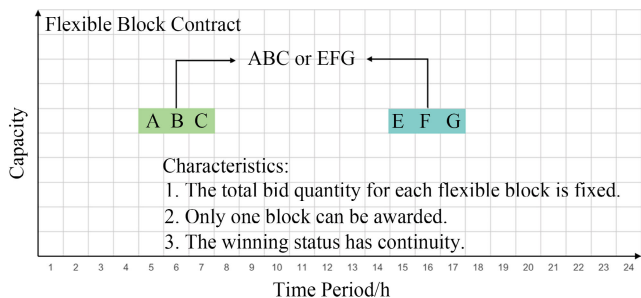 Flexible Block Contract
ABC or EFG
A B C
E F G
Characteristics:
1. The total bid quantity for each flexible block is fixed.
2. Only one block can be awarded.
3. The winning status has continuity.
Capacity
1 2 3 4 5 6 7 8 9 10 11 12 13 14 15 16 17 18 19 20 21 22 23 24
Time Period/h